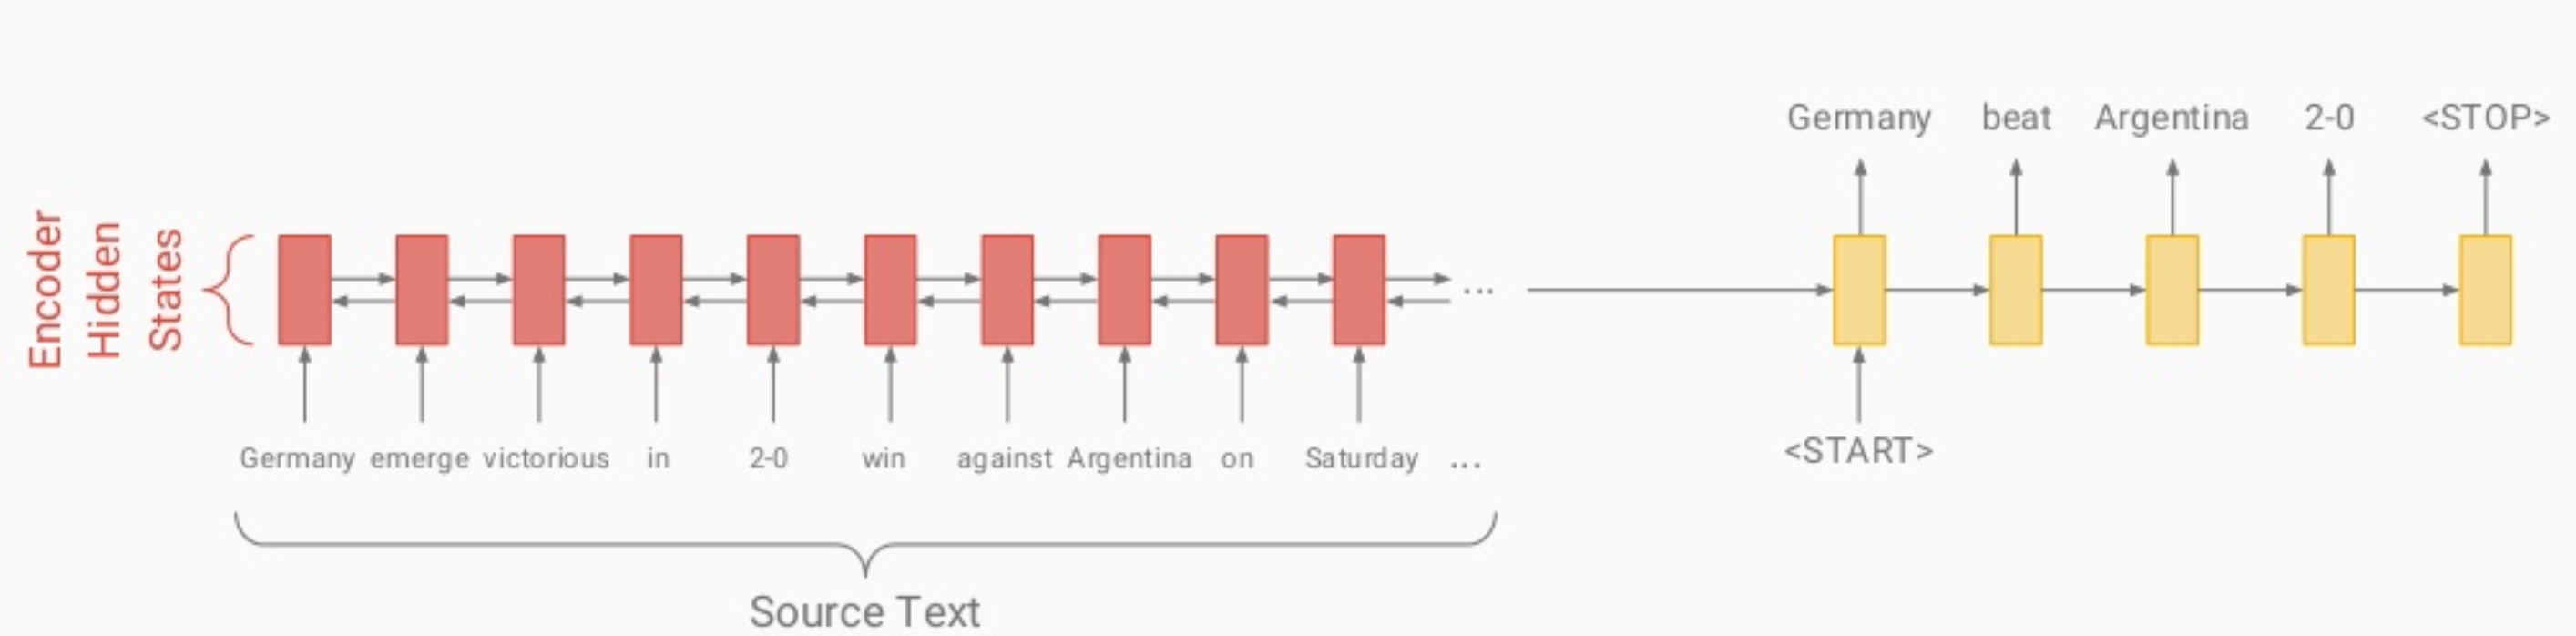 Germany beat Argentina 2-0 <STOP>
Encoder
Hidden
States
...
Germany emerge victorious in 2-0 win against Argentina on Saturday ...
<START>
Source Text